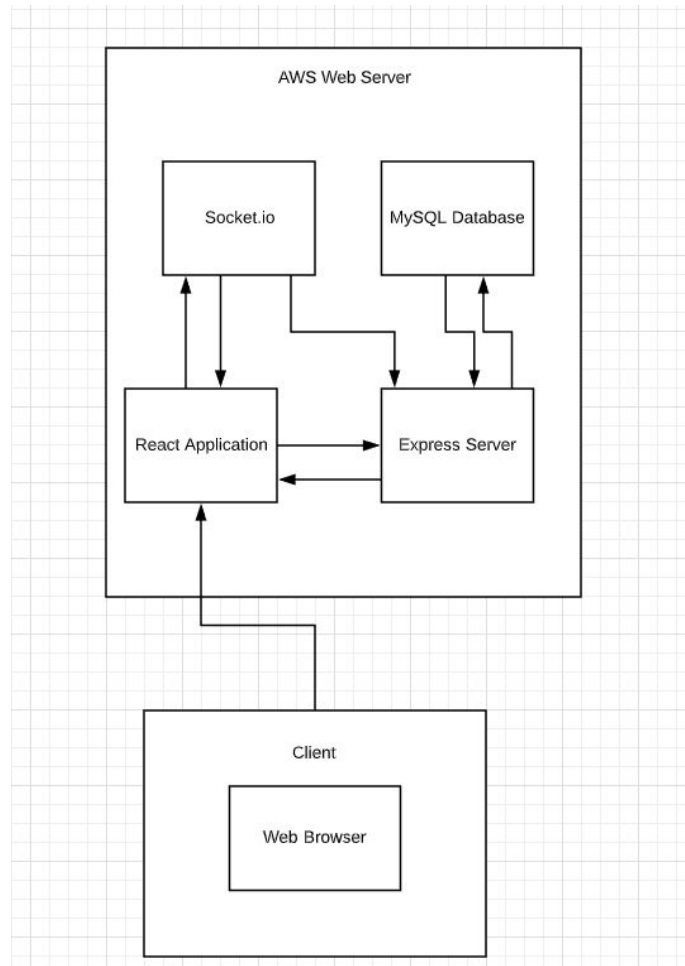 AWS Web Server
Socket.io
MySQL Database
React Application
Express Server
Client
Web Browser